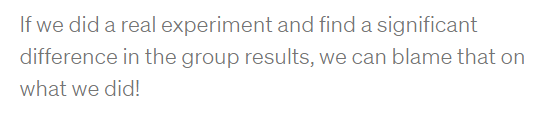 If we did a real experiment and find a significant
difference in the group results, we can blame that on
what we did!